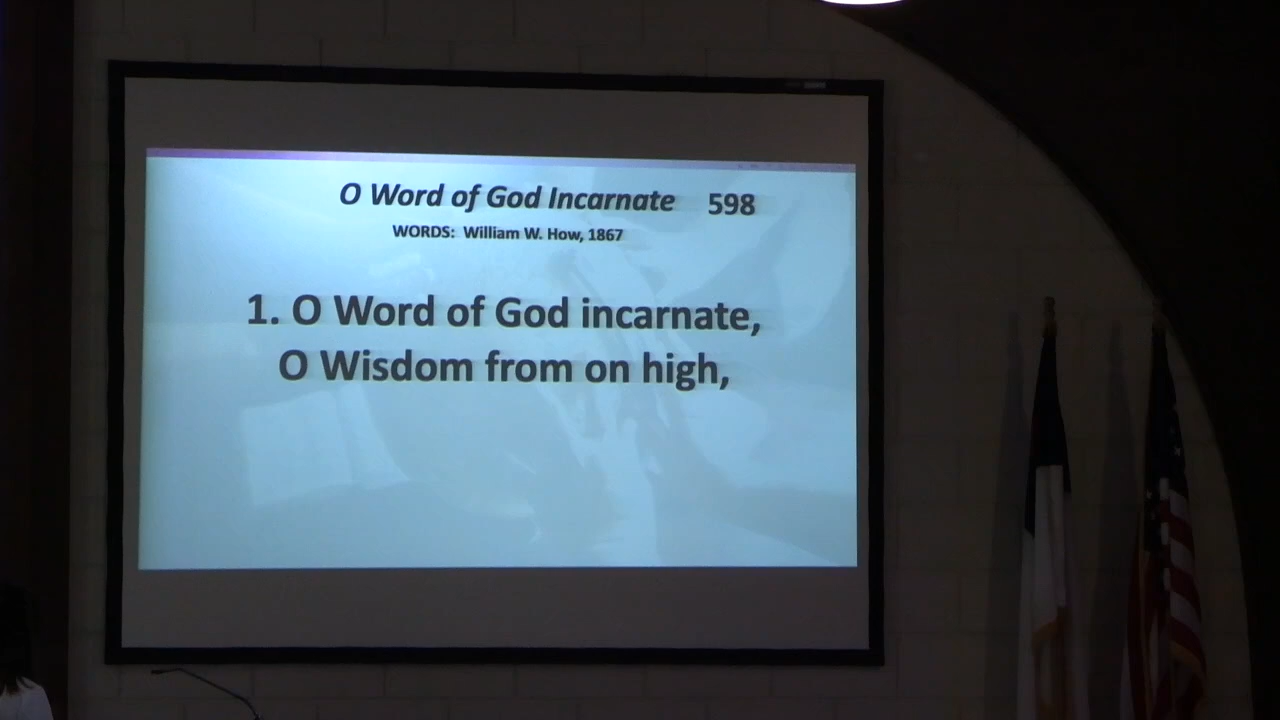 O Word of God Incarnate 598
WORDS: William W. How, 1867
1. O Word of God incarnate,
O Wisdom from on high,